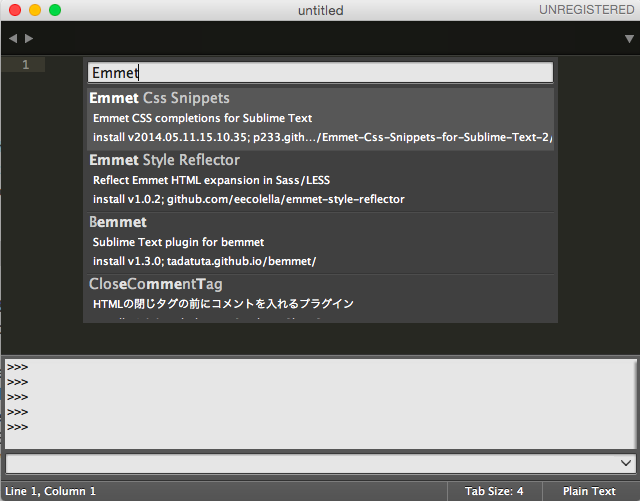 untitled
UNREGISTERED
1
Emmet
Emmet Css Snippets
Emmet CSS completions for Sublime Text
install v2014.05.11.15.10.35; p233.gith…/Emmet-Css-Snippets-for-Sublime-Text-2/
Emmet Style Reflector
Reflect Emmet HTML expansion in Sass/LESS
install v1.0.2; github.com/eecolella/emmet-style-reflector
Bemmet
Sublime Text plugin for bemmet
install v1.3.0; tadatuta.github.io/bemmet/
CloseCommentTag
HTMLの閉じタグの前にコメントを入れるプラグイン
>>>
>>>
>>>
>>>
>>>
Line 1, Column 1
Tab Size: 4
Plain Text